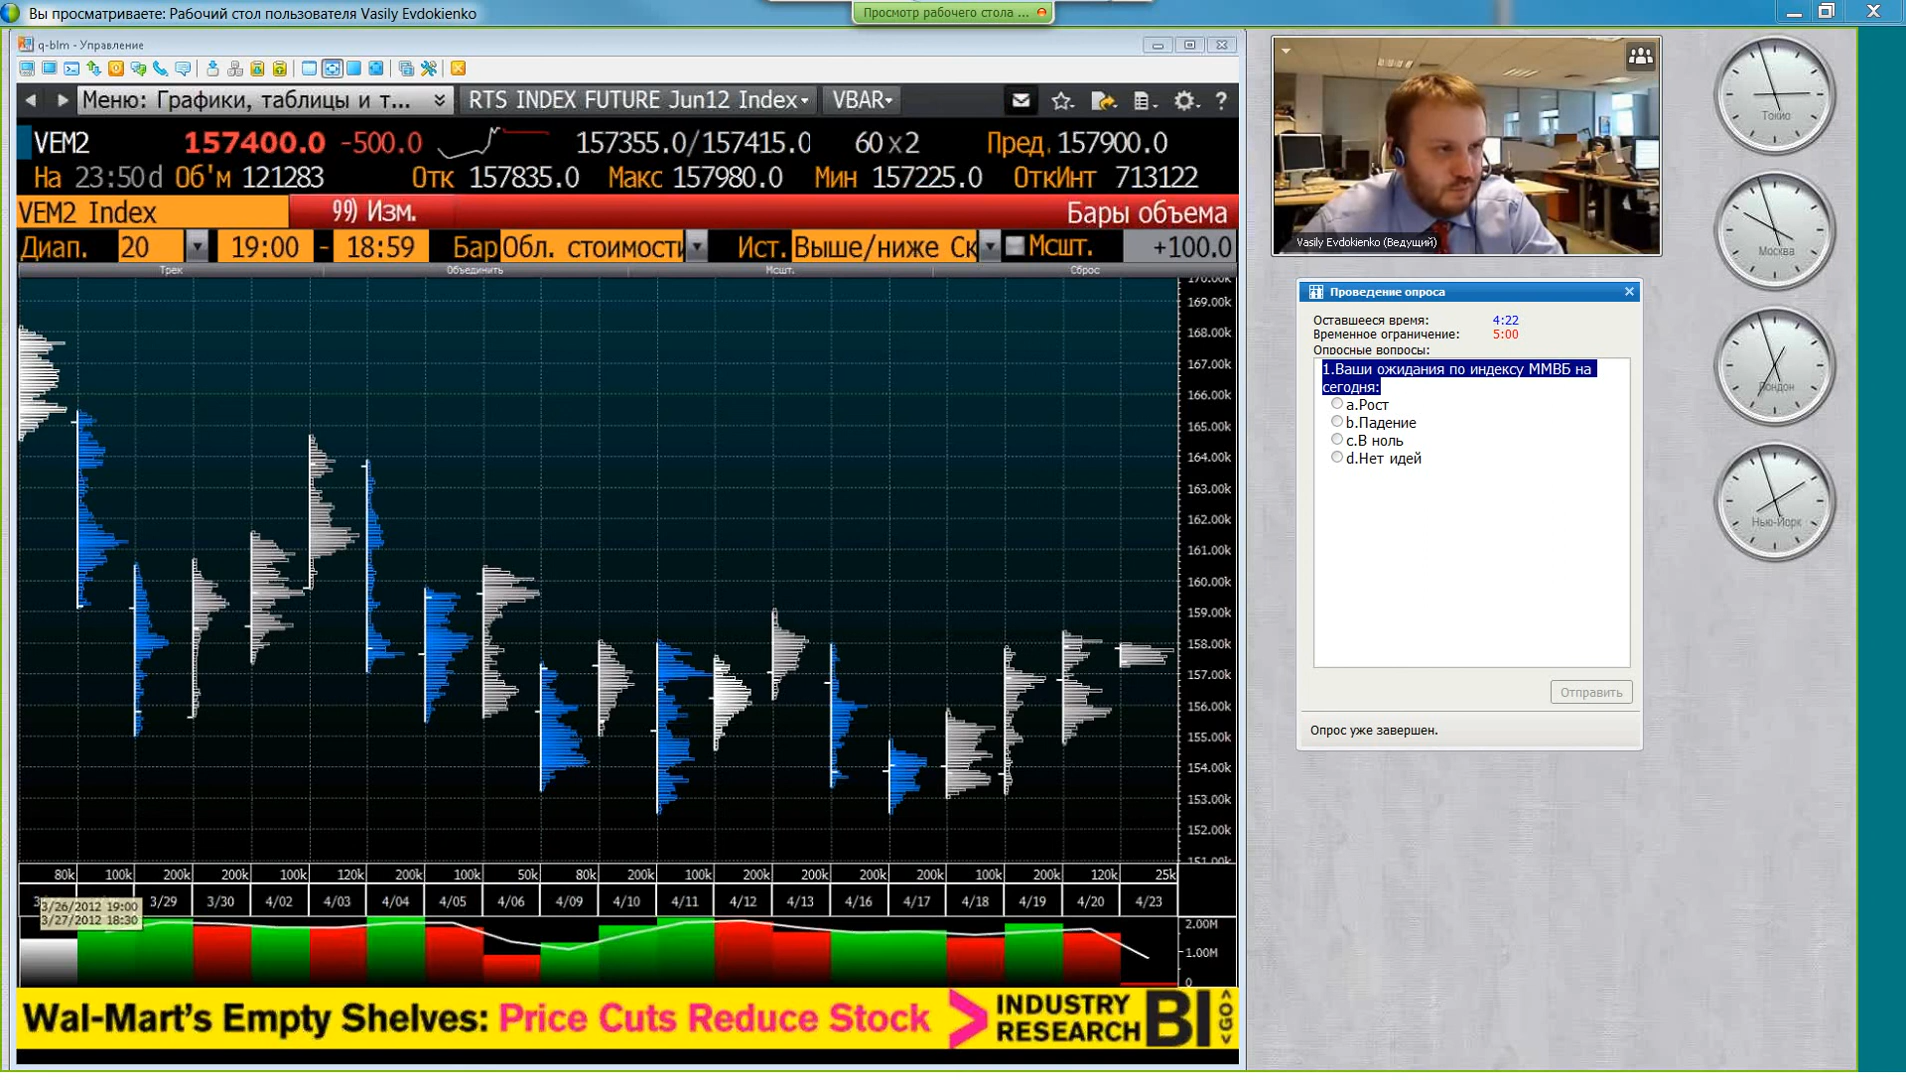 Вы просматриваете: Рабочий стол пользователя Vasily Evdokienko
Просмотр рабочего стола ...
q-blm - Управление
Меню: Графики, таблицы и т...
RTS INDEX FUTURE Jun12 Index
VBAR
?
VEM2 157400.0 -500.0 157355.0/157415.0 60 x 2 Пред. 157900.0
На 23:50 d Об'м 121283 Отк 157835.0 Макс 157980.0 Мин 157225.0 ОткИнт 713122
VEM2 Index 99) Изм. Бары объема
Диап. 20 19:00 - 18:59 Бар Обл. стоимости Ист. Выше/ниже Ск Мсшт. +100.0
Трек Объединить Мсшт. Сброс
170.00k
169.00k
168.00k
167.00k
166.00k
165.00k
164.00k
163.00k
162.00k
161.00k
160.00k
159.00k
158.00k
157.00k
156.00k
155.00k
154.00k
153.00k
152.00k
151.00k
80k 100k 200k 200k 100k 120k 200k 100k 50k 80k 200k 100k 200k 200k 200k 200k 200k 200k 120k 25k
3/29 3/30 4/02 4/03 4/04 4/05 4/06 4/09 4/10 4/11 4/12 4/13 4/16 4/17 4/18 4/19 4/20 4/23
3/26/2012 19:00
3/27/2012 18:30
2.00M
1.00M
0
Wal-Mart's Empty Shelves: Price Cuts Reduce Stock > INDUSTRY RESEARCH BI <GO>
Vasily Evdokienko (Ведущий)
Проведение опроса
Оставшееся время: 4:22
Временное ограничение: 5:00
Опросные вопросы:
1.Ваши ожидания по индексу ММВБ на
сегодня:
a.Рост
b.Падение
c.В ноль
d.Нет идей
Отправить
Опрос уже завершен.
Токио
Москва
Лондон
Нью-Йорк